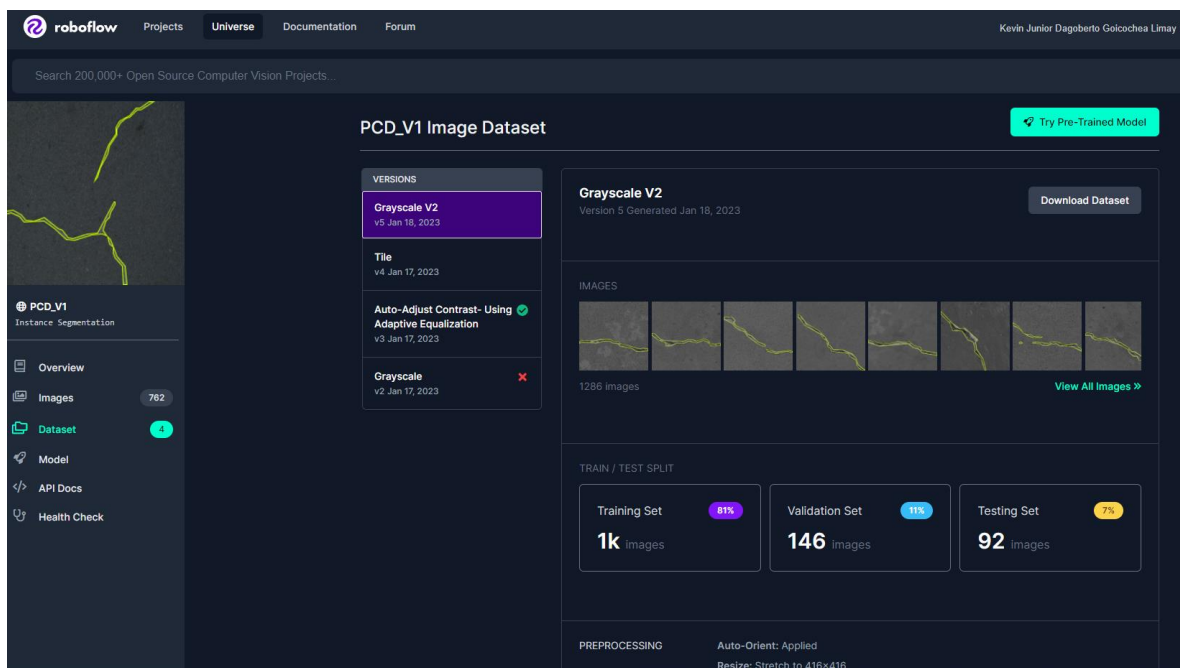 roboflow Projects Universe Documentation Forum Kevin Junior Dagoberto Goicochea Limay
Search 200,000+ Open Source Computer Vision Projects...
PCD_V1
Instance Segmentation
Overview
Images 762
Dataset 4
Model
API Docs
Health Check
PCD_V1 Image Dataset
Try Pre-Trained Model
VERSIONS
Grayscale V2
v5 Jan 18, 2023
Tile
v4 Jan 17, 2023
Auto-Adjust Contrast- Using
Adaptive Equalization
v3 Jan 17, 2023
Grayscale
v2 Jan 17, 2023
Grayscale V2
Version 5 Generated Jan 18, 2023
Download Dataset
IMAGES
1286 images
View All Images »
TRAIN / TEST SPLIT
Training Set 81%
1k images
Validation Set 11%
146 images
Testing Set 7%
92 images
PREPROCESSING
Auto-Orient: Applied
Resize: Stretch to 416×416